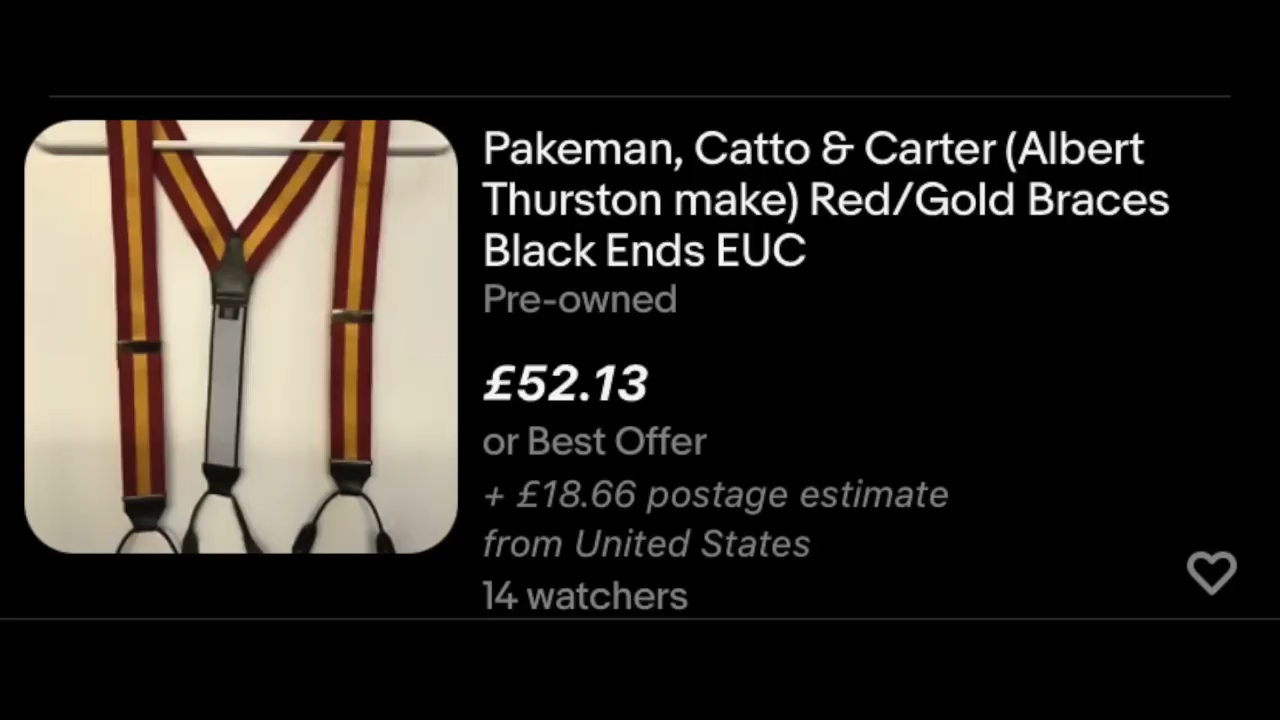 Pakeman, Catto & Carter (Albert
Thurston make) Red/Gold Braces
Black Ends EUC
Pre-owned
£52.13
or Best Offer
+ £18.66 postage estimate
from United States
14 watchers